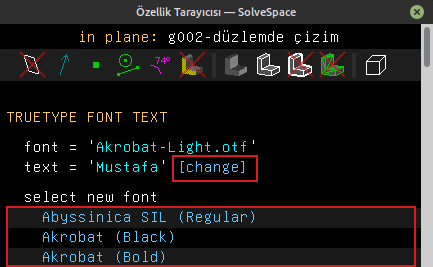 Özellik Tarayıcısı — SolveSpace
in plane: g002-düzlemde çizim
74°
TRUETYPE FONT TEXT
font = 'Akrobat-Light.otf'
text = 'Mustafa' [change]
select new font
Abyssinica SIL (Regular)
Akrobat (Black)
Akrobat (Bold)